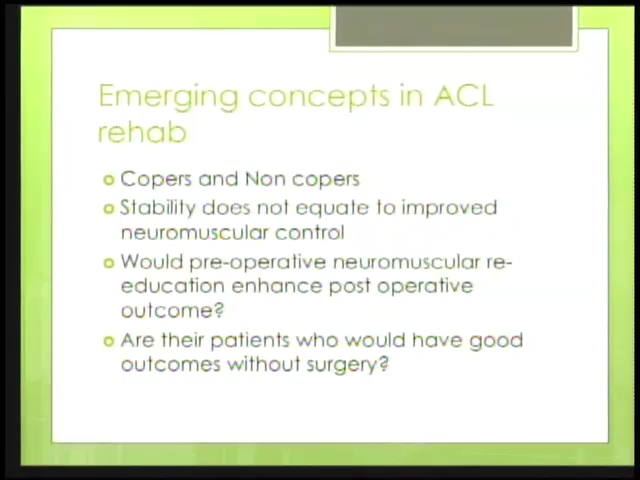 Emerging concepts in ACL
rehab
Copers and Non copers
Stability does not equate to improved
neuromuscular control
Would pre-operative neuromuscular re-
education enhance post operative
outcome?
Are their patients who would have good
outcomes without surgery?